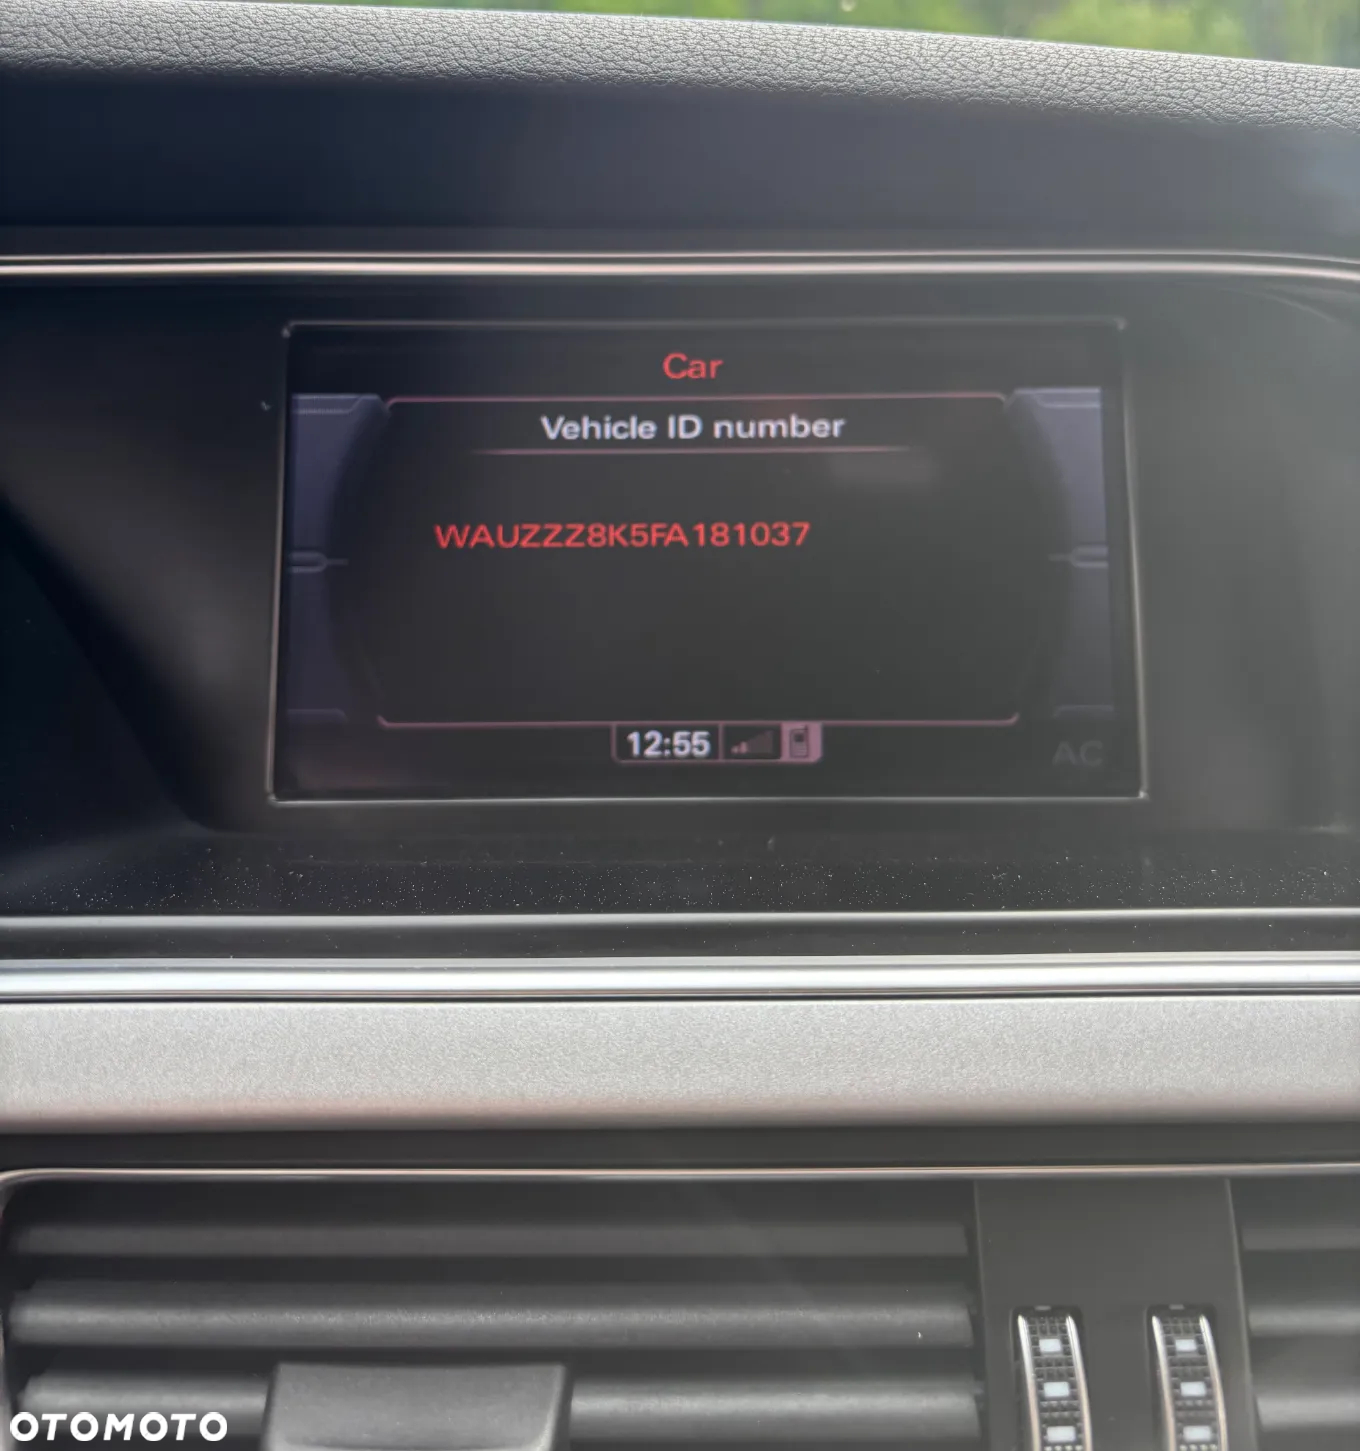 Car
Vehicle ID number
WAUZZZ8K5FA181037
12:55
AC
OTOMOTO